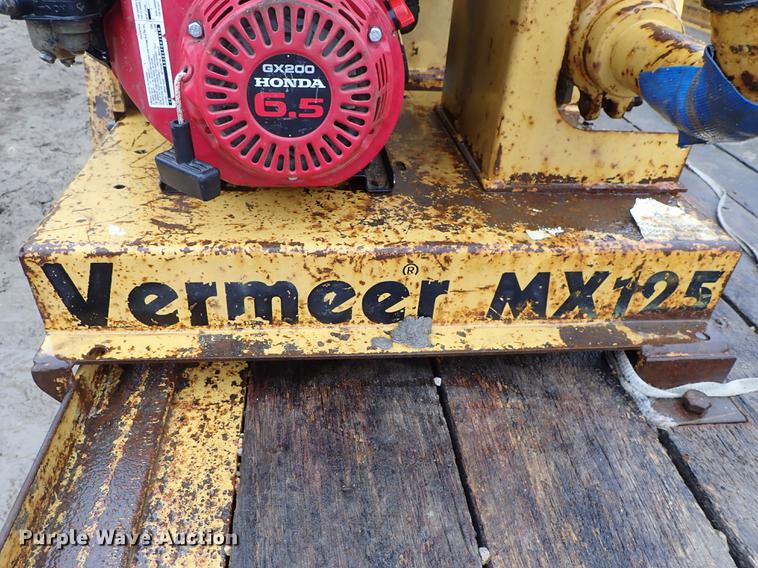 GX200
HONDA
6.5
Vermeer® MX125
Purple Wave Auction